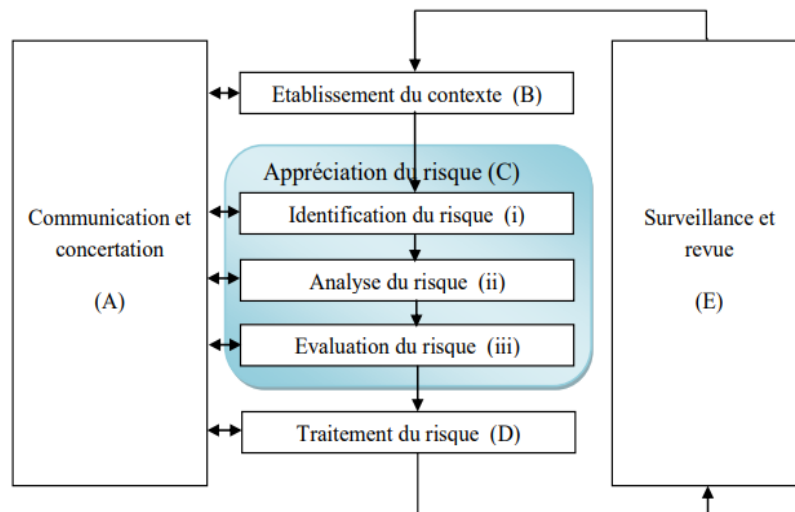 Communication et
concertation
(A)
Etablissement du contexte (B)
Appréciation du risque (C)
Identification du risque (i)
Analyse du risque (ii)
Evaluation du risque (iii)
Traitement du risque (D)
Surveillance et
revue
(E)